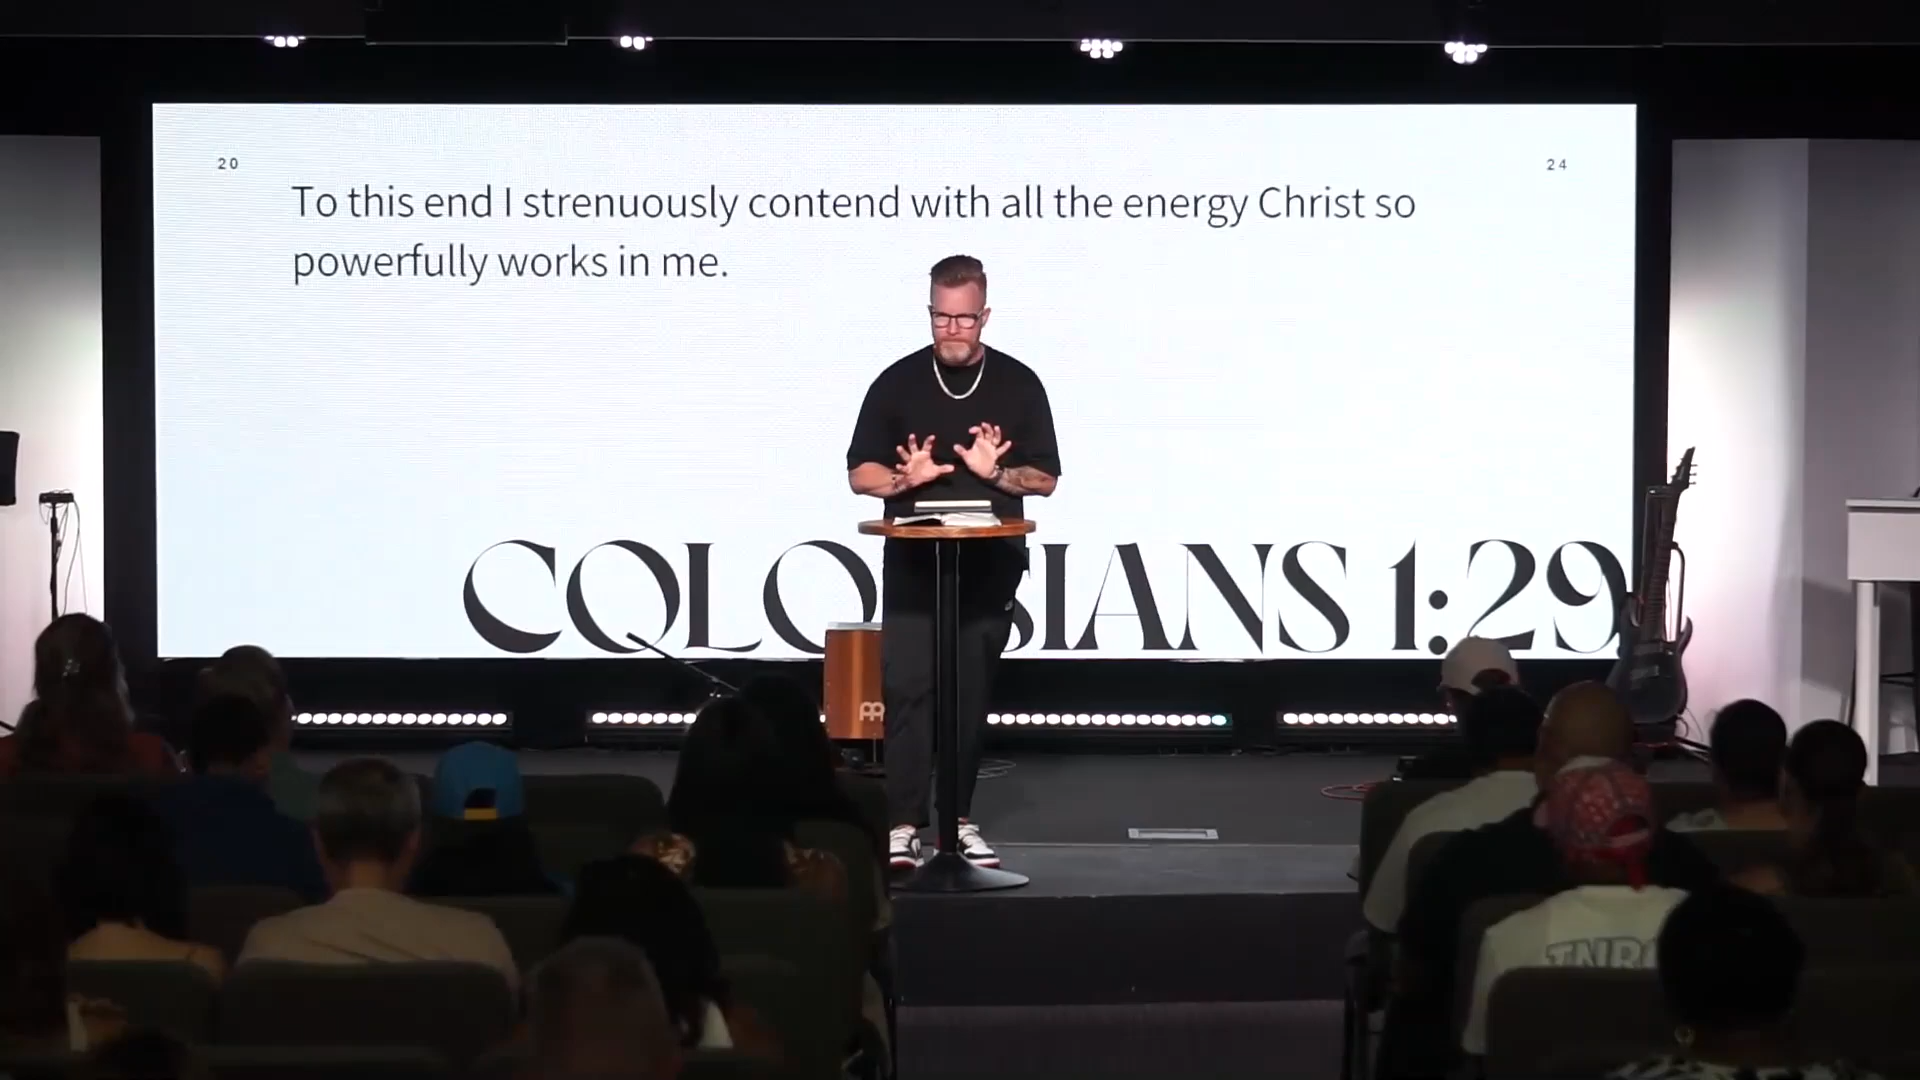 20
24
To this end I strenuously contend with all the energy Christ so
powerfully works in me.
COLO SIANS 1:29